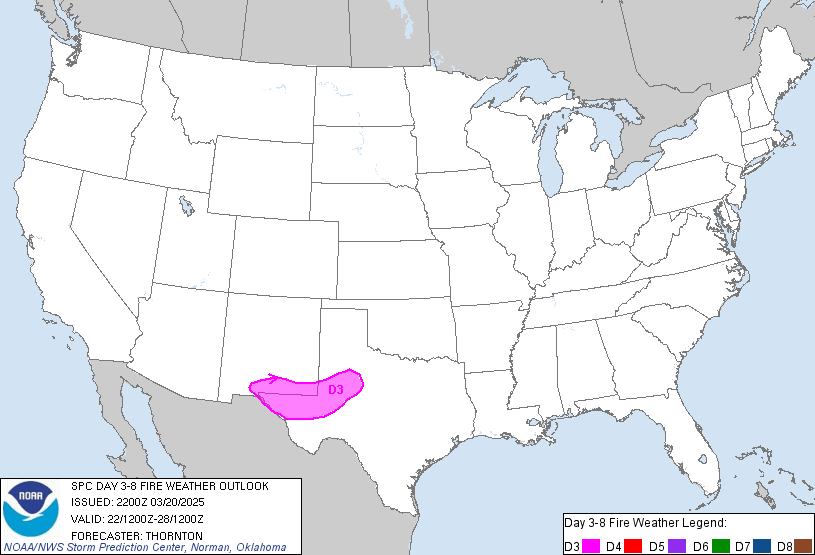 D3
SPC DAY 3-8 FIRE WEATHER OUTLOOK
ISSUED: 2200Z 03/20/2025
VALID: 22/1200Z-28/1200Z
FORECASTER: THORNTON
NOAA/NWS Storm Prediction Center, Norman, Oklahoma
NOAA
Day 3-8 Fire Weather Legend:
D3 D4 D5 D6 D7 D8